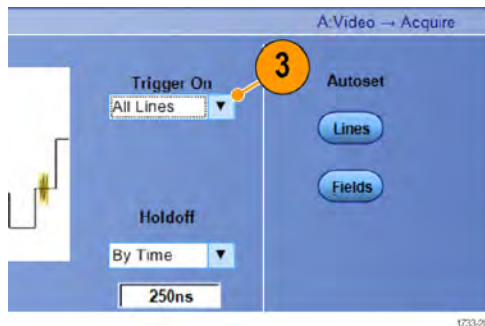 A:Video → Acquire
3
Trigger On
All Lines
Autoset
Lines
Fields
Holdoff
By Time
250ns